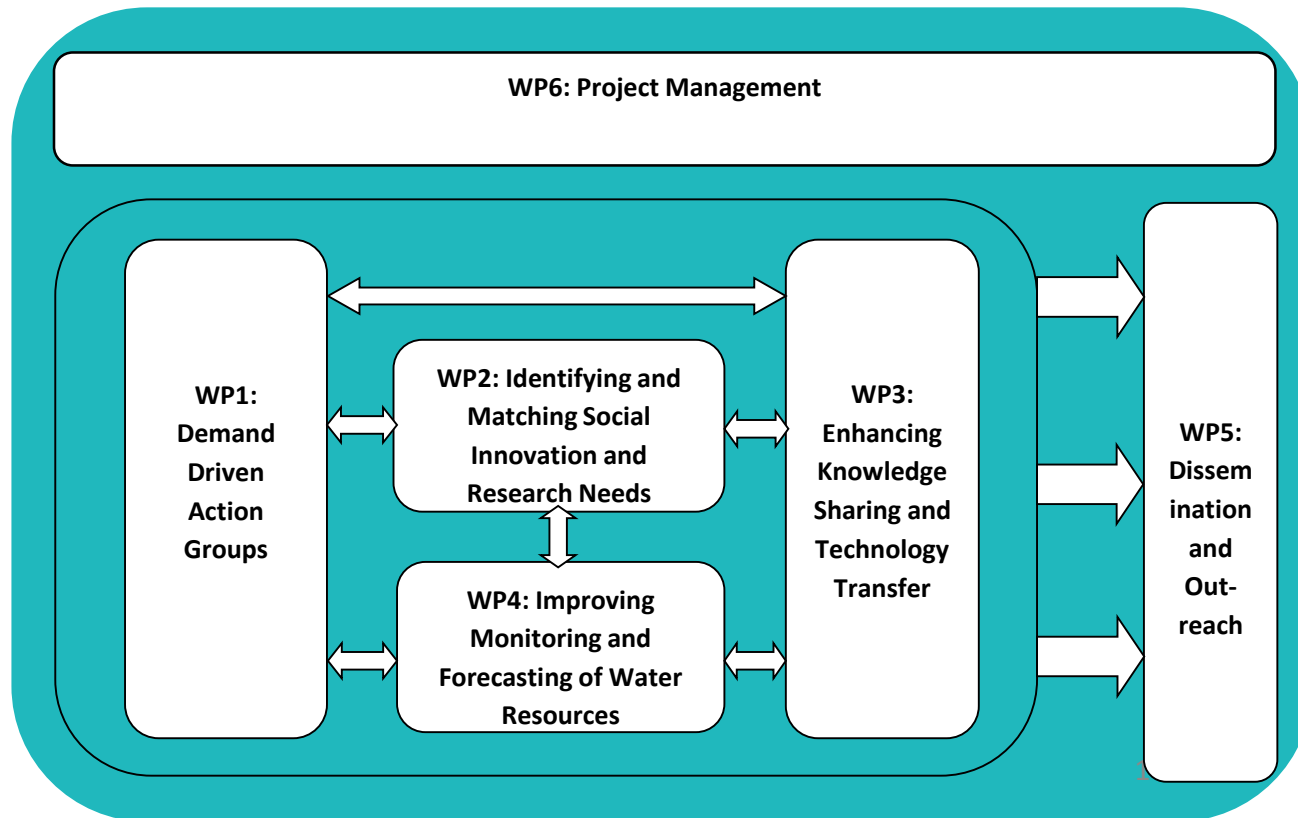 WP6: Project Management
WP1:
Demand
Driven
Action
Groups
WP2: Identifying and
Matching Social
Innovation and
Research Needs
WP4: Improving
Monitoring and
Forecasting of Water
Resources
WP3:
Enhancing
Knowledge
Sharing and
Technology
Transfer
WP5:
Dissem
ination
and
Out-
reach